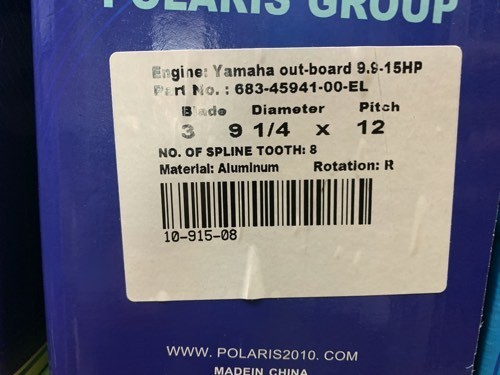 POLARIS GROUP
Engine: Yamaha out-board 9.9-15HP
Part No. : 683-45941-00-EL
Blade Diameter Pitch
3 9 1/4 x 12
NO. OF SPLINE TOOTH: 8
Material: Aluminum Rotation: R
10-915-08
WWW. POLARIS2010. COM
MADEIN CHINA